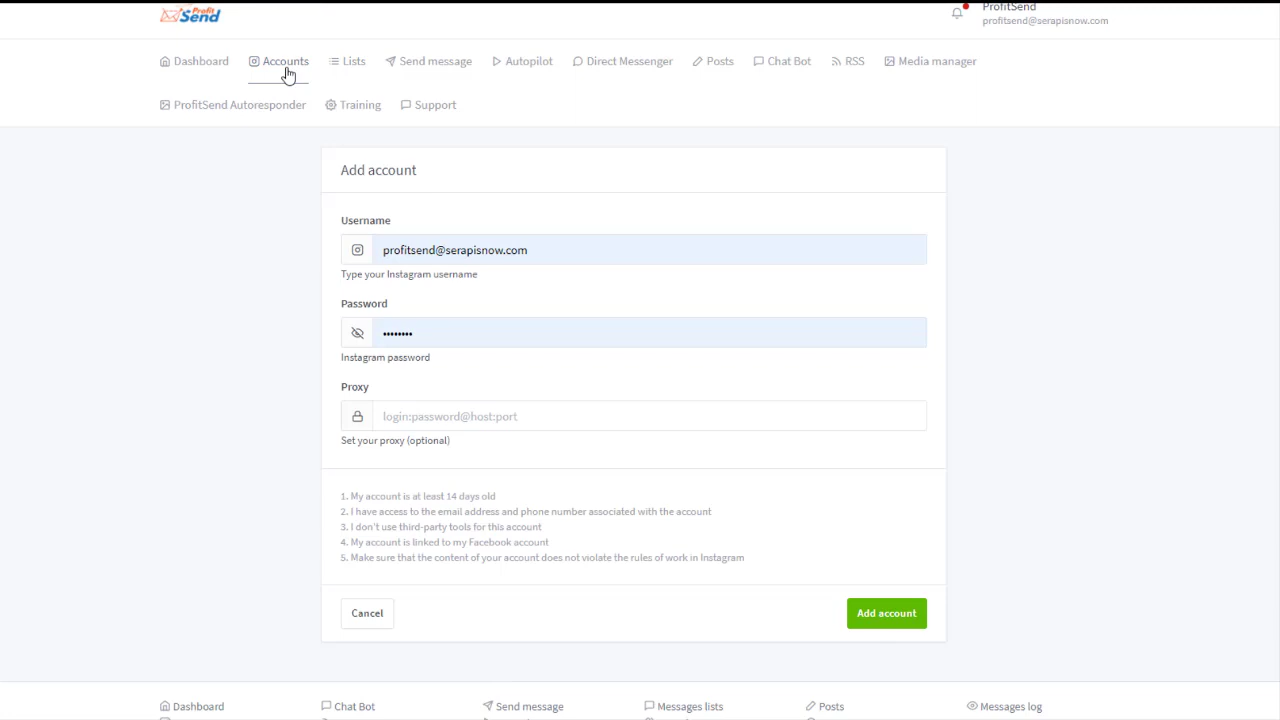 Profit
Send
ProfitSend
profitsend@serapisnow.com
Dashboard Accounts Lists Send message Autopilot Direct Messenger Posts Chat Bot RSS Media manager
ProfitSend Autoresponder Training Support
Add account
Username
profitsend@serapisnow.com
Type your Instagram username
Password
••••••••
Instagram password
Proxy
login:password@host:port
Set your proxy (optional)
1. My account is at least 14 days old
2. I have access to the email address and phone number associated with the account
3. I don't use third-party tools for this account
4. My account is linked to my Facebook account
5. Make sure that the content of your account does not violate the rules of work in Instagram
Cancel Add account
Dashboard Chat Bot Send message Messages lists Posts Messages log